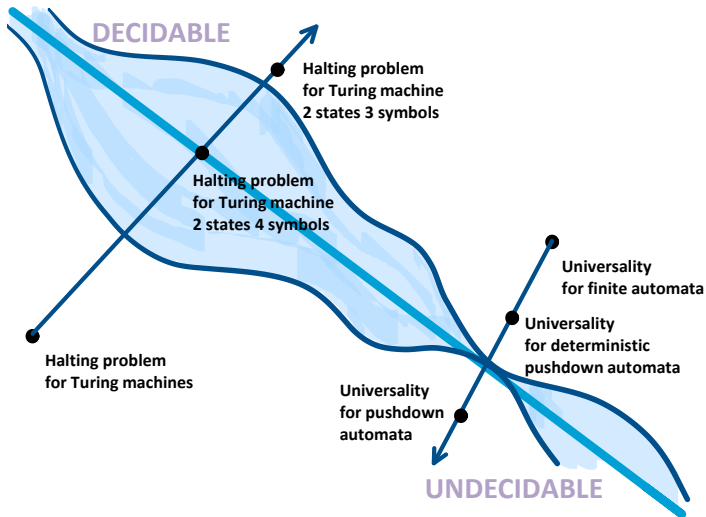 DECIDABLE
Halting problem
for Turing machine
2 states 3 symbols
Halting problem
for Turing machine
2 states 4 symbols
Universality
for finite automata
Universality
for deterministic
pushdown automata
Halting problem
for Turing machines
Universality
for pushdown
automata
UNDECIDABLE